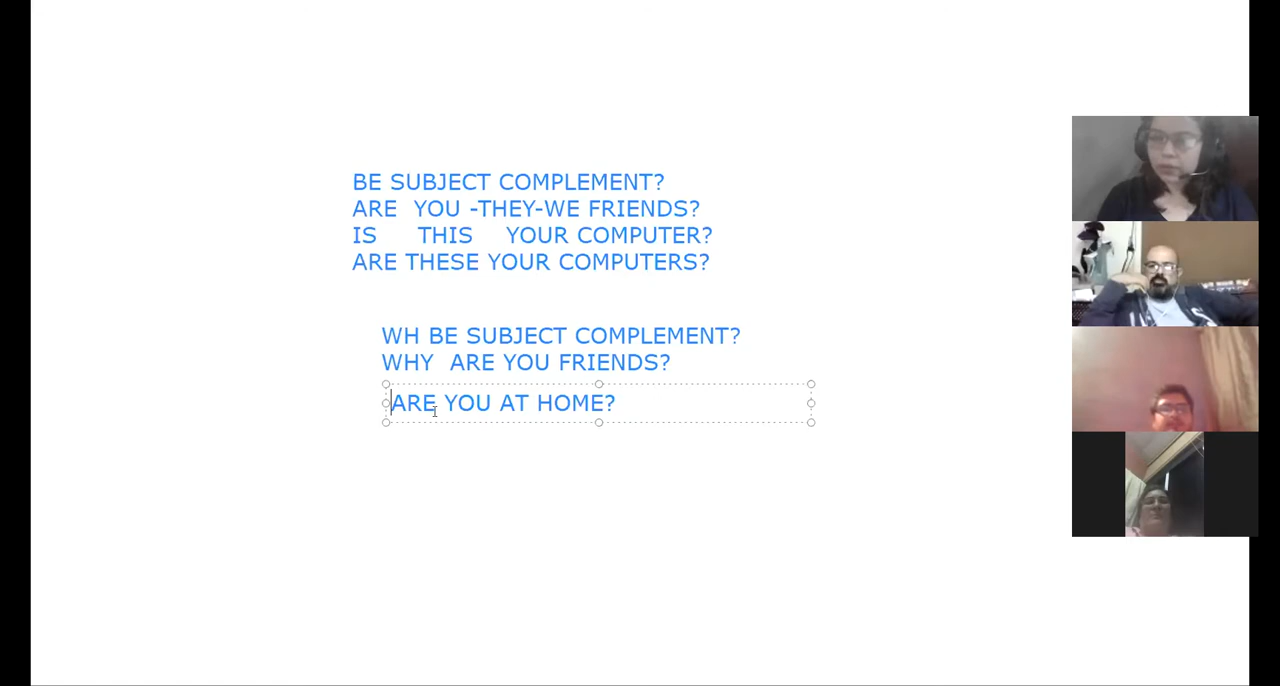 BE SUBJECT COMPLEMENT?
ARE YOU -THEY-WE FRIENDS?
IS THIS YOUR COMPUTER?
ARE THESE YOUR COMPUTERS?
WH BE SUBJECT COMPLEMENT?
WHY ARE YOU FRIENDS?
ARE YOU AT HOME?